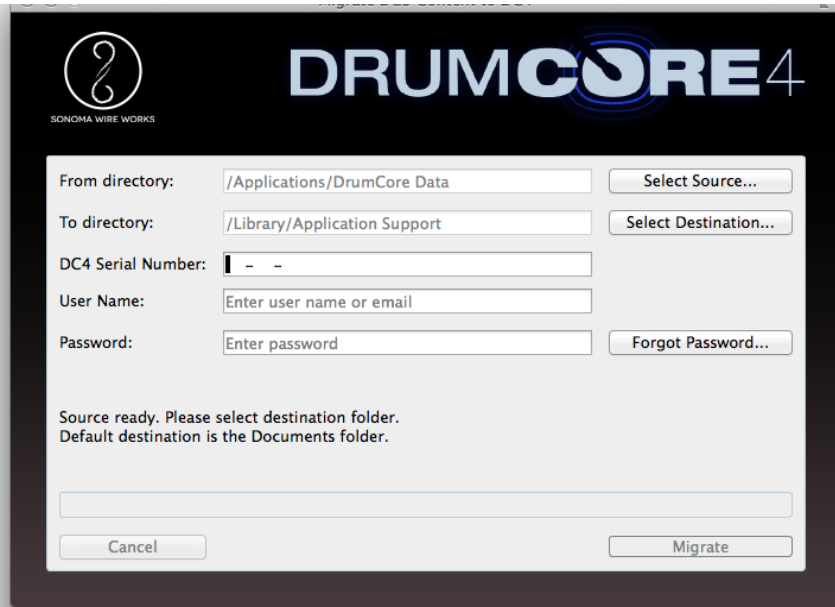 SONOMA WIRE WORKS
DRUMCORE4
From directory: /Applications/DrumCore Data Select Source...
To directory: /Library/Application Support Select Destination...
DC4 Serial Number: - -
User Name: Enter user name or email
Password: Enter password Forgot Password...
Source ready. Please select destination folder.
Default destination is the Documents folder.
Cancel Migrate